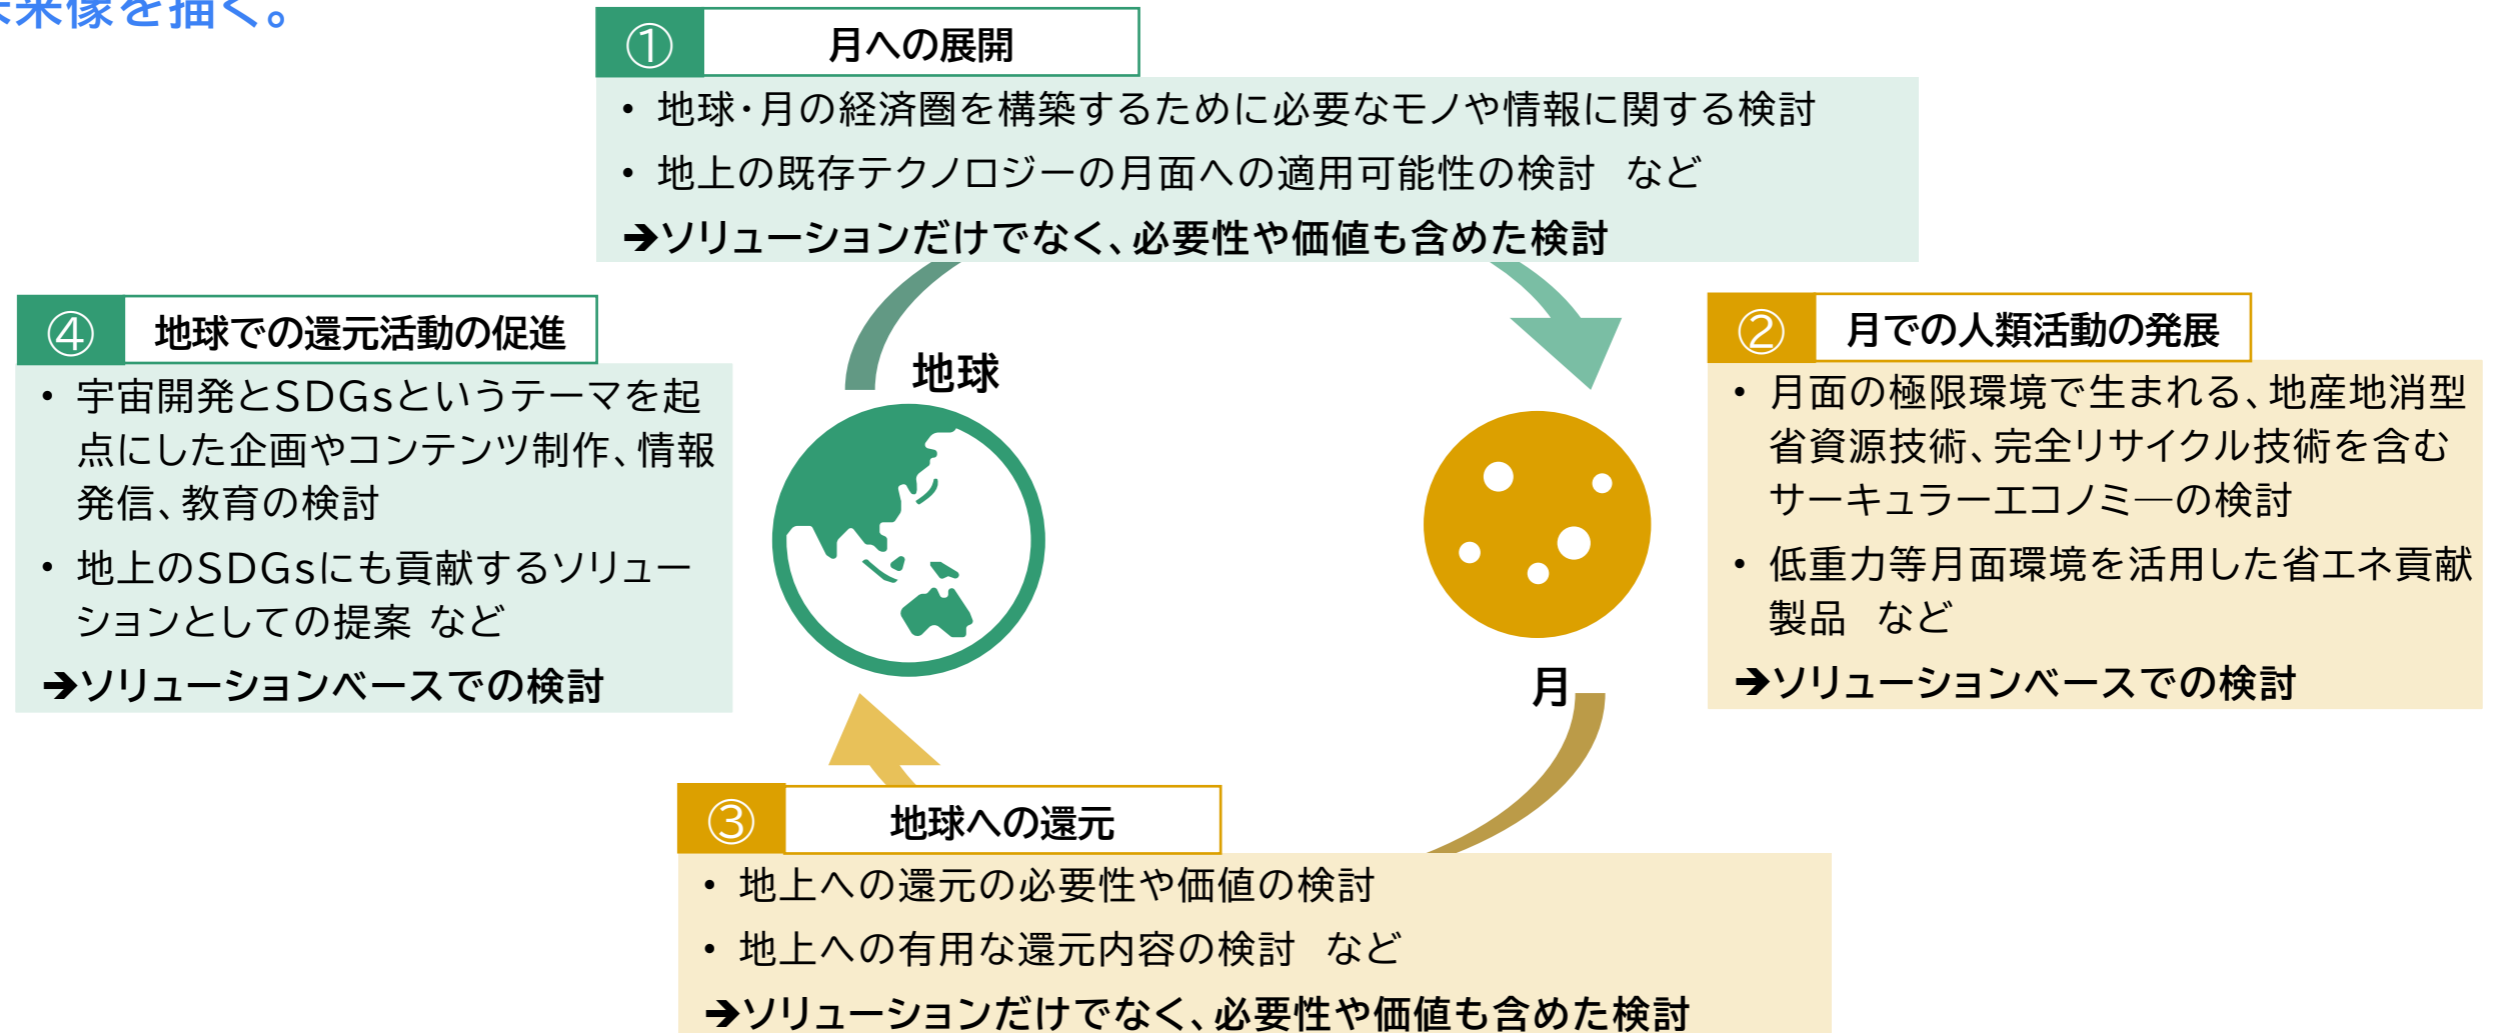 来像を描く。
① 月への展開
• 地球・月の経済圏を構築するために必要なモノや情報に関する検討
• 地上の既存テクノロジーの月面への適用可能性の検討　など
➔ソリューションだけでなく、必要性や価値も含めた検討
④ 地球での還元活動の促進
• 宇宙開発とSDGsというテーマを起
点にした企画やコンテンツ制作、情報
発信、教育の検討
• 地上のSDGsにも貢献するソリュー
ションとしての提案 など
➔ソリューションベースでの検討
地球
② 月での人類活動の発展
• 月面の極限環境で生まれる、地産地消型
省資源技術、完全リサイクル技術を含む
サーキュラーエコノミ―の検討
• 低重力等月面環境を活用した省エネ貢献
製品　など
➔ソリューションベースでの検討
月
③ 地球への還元
• 地上への還元の必要性や価値の検討
• 地上への有用な還元内容の検討　など
➔ソリューションだけでなく、必要性や価値も含めた検討